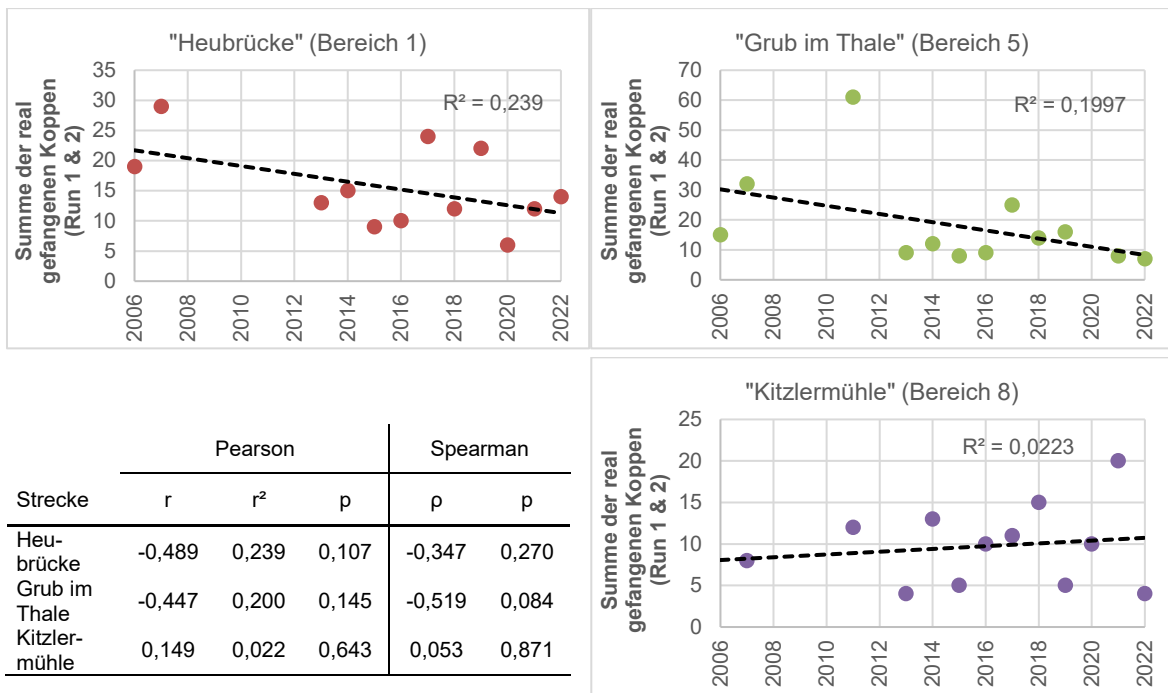 "Heubrücke" (Bereich 1)
Summe der real
gefangenen Koppen
(Run 1 & 2)
35
30
25
20
15
10
5
0
R² = 0,239
2006
2008
2010
2012
2014
2016
2018
2020
2022
"Grub im Thale" (Bereich 5)
Summe der real
gefangenen Koppen
(Run 1 & 2)
70
60
50
40
30
20
10
0
R² = 0,1997
2006
2008
2010
2012
2014
2016
2018
2020
2022
Pearson Spearman
Strecke r r² p ρ p
Heu-
brücke -0,489 0,239 0,107 -0,347 0,270
Grub im
Thale -0,447 0,200 0,145 -0,519 0,084
Kitzler-
mühle 0,149 0,022 0,643 0,053 0,871
"Kitzlermühle" (Bereich 8)
Summe der real
gefangenen Koppen
(Run 1 & 2)
25
20
15
10
5
0
R² = 0,0223
2006
2008
2010
2012
2014
2016
2018
2020
2022